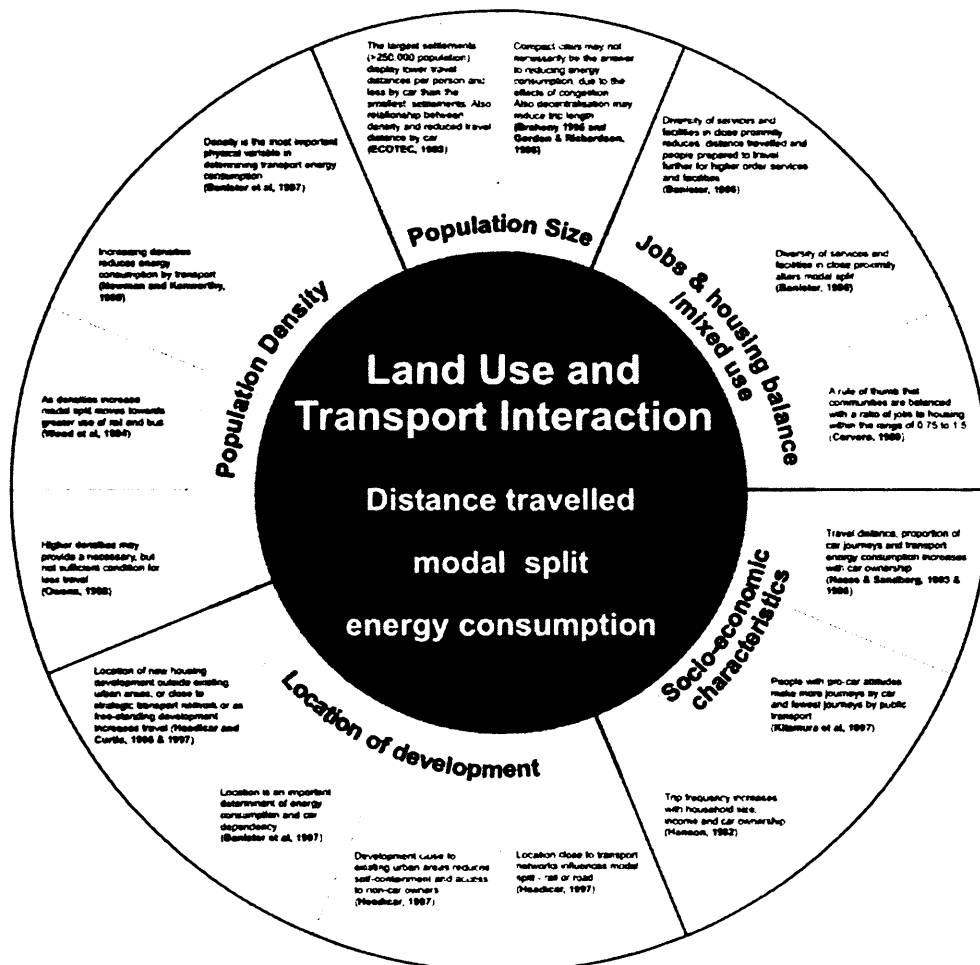 Land Use and
Transport Interaction
Distance travelled
modal split
energy consumption
Population Size
The largest settlements
(>250,000 population)
display lower travel
distances per person and
less by car than the
smallest settlements. Also
relationship between
density and reduced travel
distance by car
(ECOTEC, 1993)
Compact cities may not
necessarily be the answer
to reducing energy
consumption, due to the
effects of congestion
Also decentralisation may
reduce trip length
(Breheny 1995 and
Gordon & Richardson,
Jobs & housing balance
/mixed use
Diversity of services and
facilities in close proximity
reduces distance travelled and
people prepared to travel
further for higher order services
and facilities
(Banister, 1996)
Diversity of services and
facilities in close proximity
alters modal split
(Banister, 1996)
A rule of thumb that
communities are balanced
with a ratio of jobs to housing
within the range of 0.75 to 1.5
(Cervero, 1989)
Socio-economic
characteristics
Travel distance, proportion of
car journeys and transport
energy consumption increases
with car ownership
(Naess & Sandberg, 1995 &
People with pro-car attitudes
make more journeys by car
and fewest journeys by public
transport
(Kitamura et al, 1997)
Trip frequency increases
with household size,
income and car ownership
(Hanson, 1982)
Location of development
Location close to transport
networks influences modal
split - rail or road
(Headicar, 1997)
Development close to
existing urban areas reduces
self-containment and access
to non-car owners
(Headicar, 1997)
Location is an important
determinant of energy
consumption and car
dependency
(Banister et al, 1997)
Location of new housing
development outside existing
urban areas, or close to
strategic transport network or as
free-standing development
increases travel (Headicar and
Curtis, 1996 & 1997)
Population Density
Higher densities may
provide a necessary, but
not sufficient condition for
less travel
(Owens, 1986)
As densities increase
modal split moves towards
greater use of rail and bus
(Wood et al, 1994)
Increasing densities
reduces energy
consumption by transport
(Newman and Kenworthy,
Density is the most important
physical variable in
determining transport energy
consumption
(Banister et al, 1997)